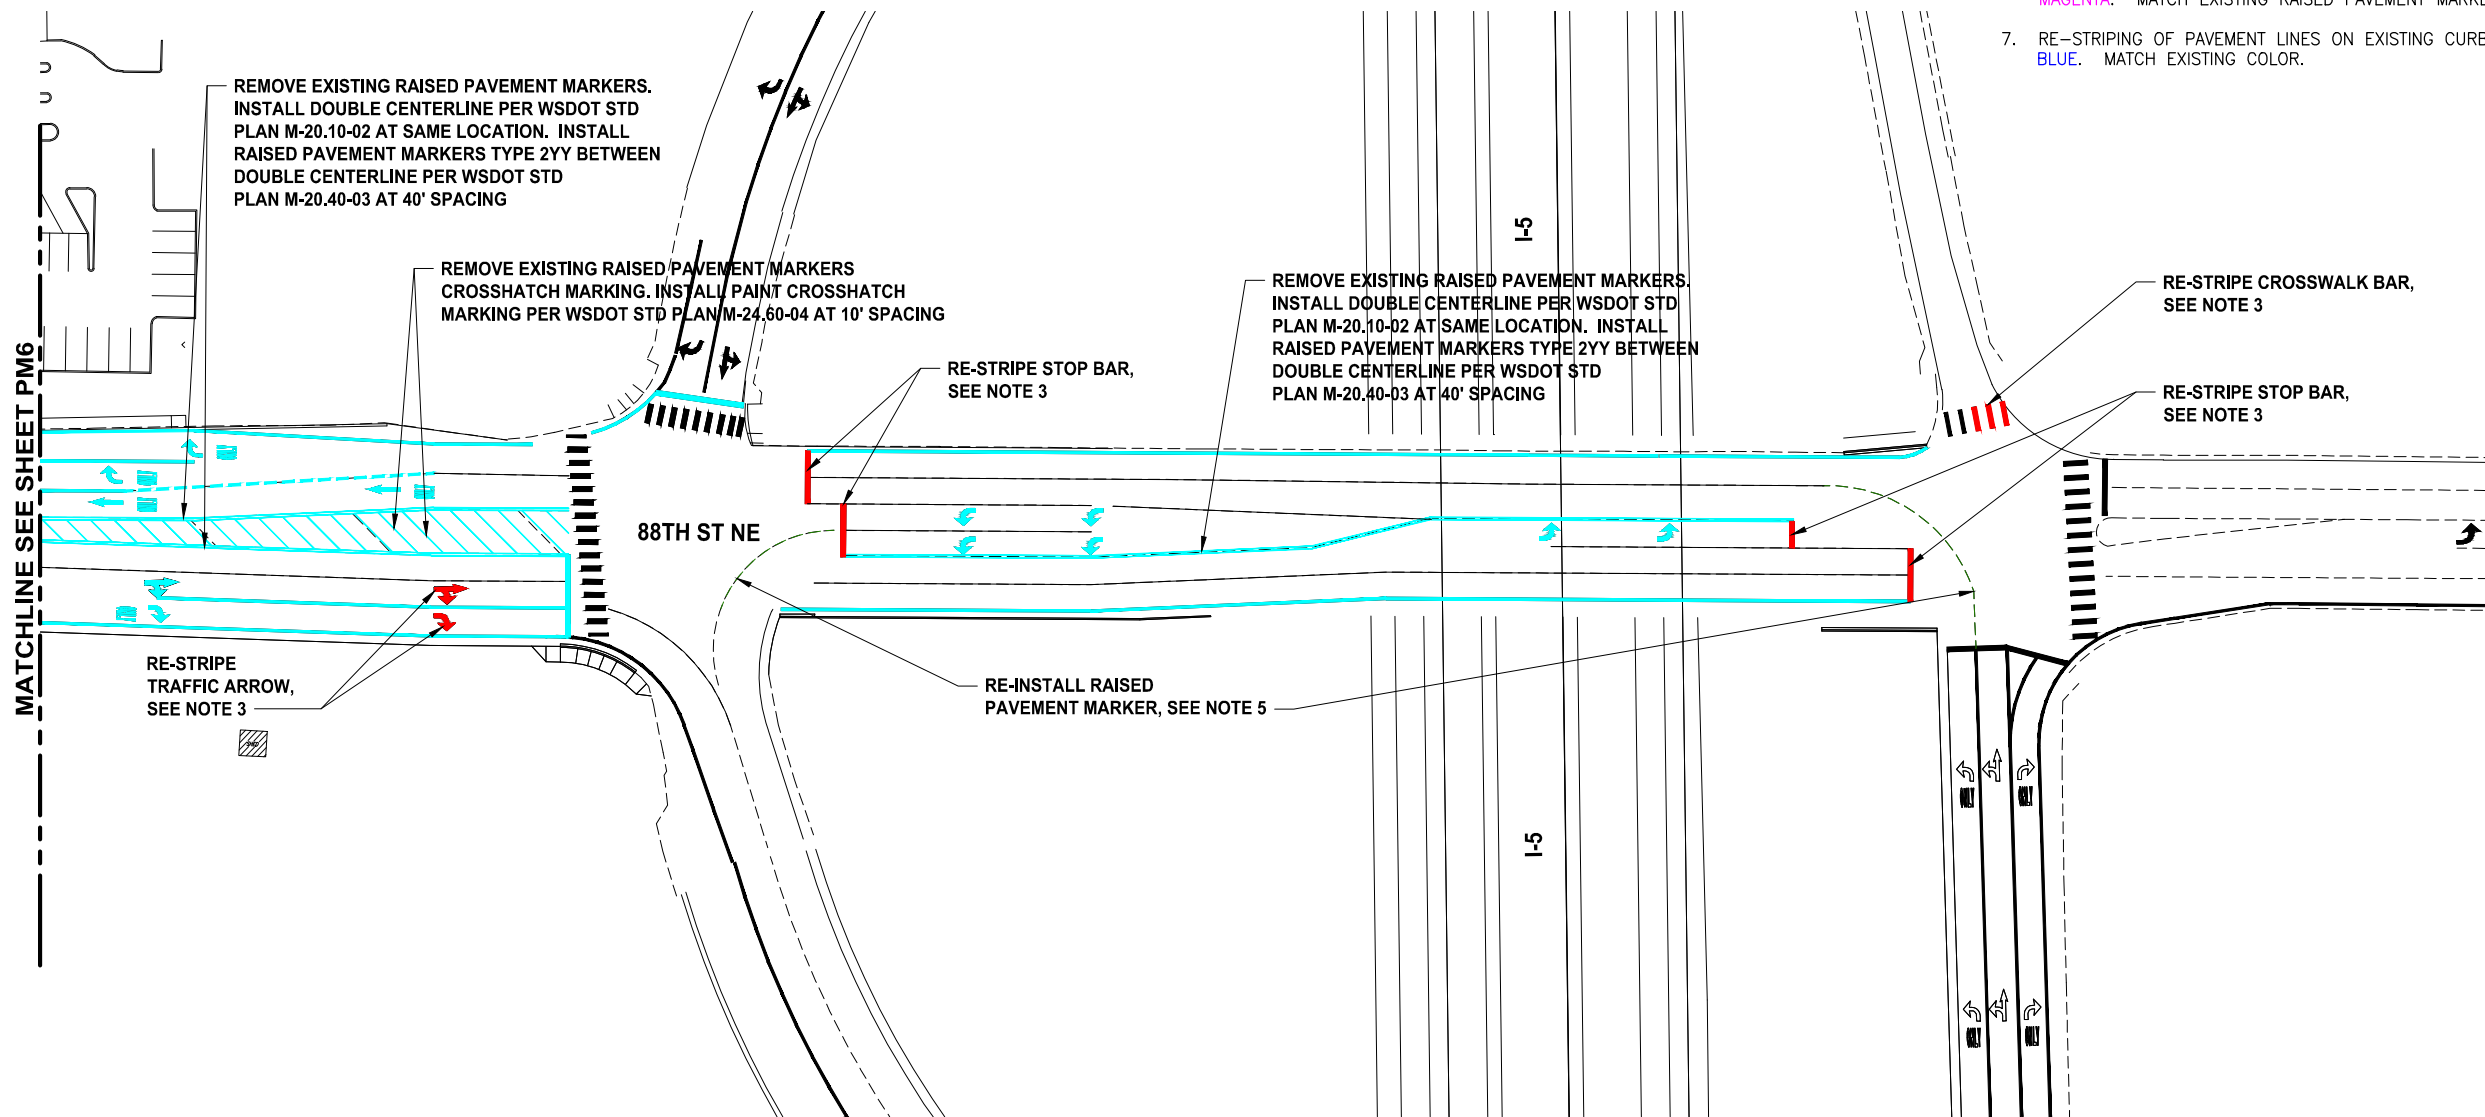 MAGENTA. MATCH EXISTING RAISED PAVEMENT
7. RE-STRIPING OF PAVEMENT LINES ON EXISTING
BLUE. MATCH EXISTING COLOR.
REMOVE EXISTING RAISED PAVEMENT MARKERS.
INSTALL DOUBLE CENTERLINE PER WSDOT STD
PLAN M-20.10-02 AT SAME LOCATION. INSTALL
RAISED PAVEMENT MARKERS TYPE 2YY BETWEEN
DOUBLE CENTERLINE PER WSDOT STD
PLAN M-20.40-03 AT 40' SPACING
REMOVE EXISTING RAISED PAVEMENT MARKERS
CROSSHATCH MARKING. INSTALL PAINT CROSSHATCH
MARKING PER WSDOT STD PLAN M-24.60-04 AT 10' SPACING
RE-STRIPE STOP BAR,
SEE NOTE 3
I-5
REMOVE EXISTING RAISED PAVEMENT MARKERS.
INSTALL DOUBLE CENTERLINE PER WSDOT STD
PLAN M-20.10-02 AT SAME LOCATION. INSTALL
RAISED PAVEMENT MARKERS TYPE 2YY BETWEEN
DOUBLE CENTERLINE PER WSDOT STD
PLAN M-20.40-03 AT 40' SPACING
RE-STRIPE CROSSWALK BAR,
SEE NOTE 3
RE-STRIPE STOP BAR,
SEE NOTE 3
MATCHLINE SEE SHEET PM6
88TH ST NE
RE-STRIPE
TRAFFIC ARROW,
SEE NOTE 3
RE-INSTALL RAISED
PAVEMENT MARKER, SEE NOTE 5
I-5
ONLY
ONLY
ONLY
ONLY